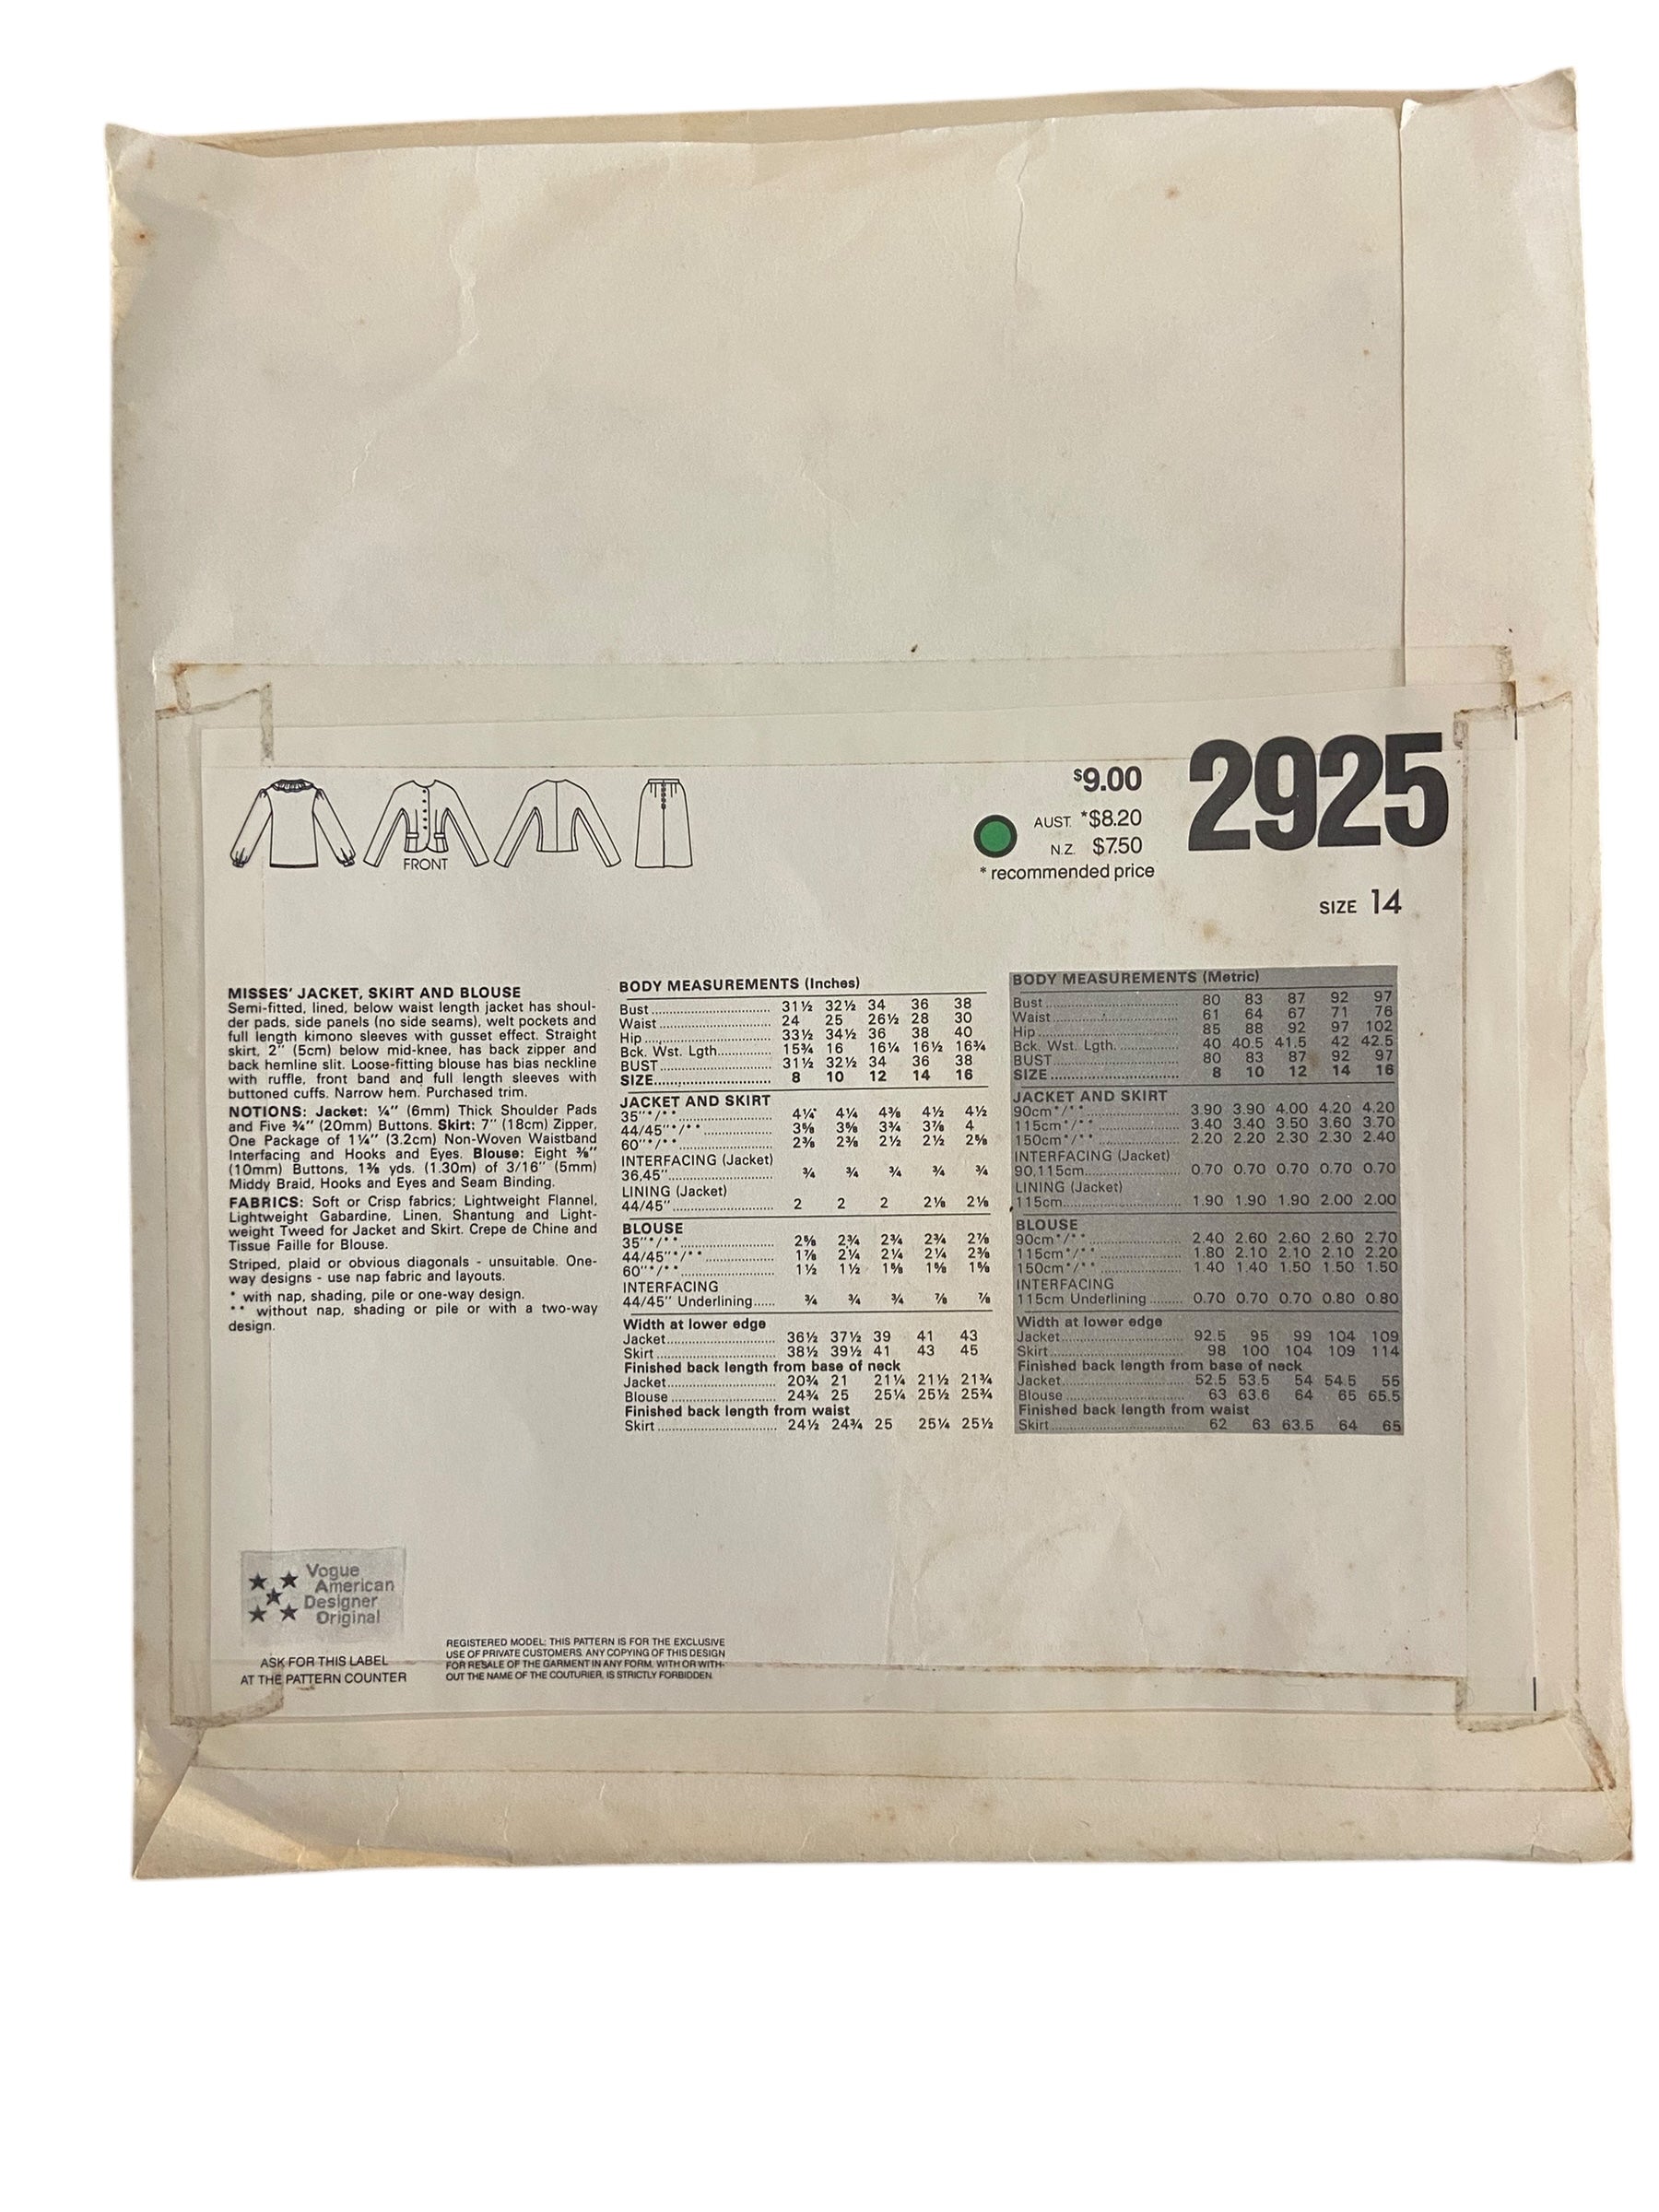 FRONT
$9.00
AUST. *$8.20
N.Z. $7.50
* recommended price
2925
SIZE 14
MISSES' JACKET, SKIRT AND BLOUSE
Semi-fitted, lined, below waist length jacket has shoul-
der pads, side panels (no side seams), welt pockets and
full length kimono sleeves with gusset effect. Straight
skirt, 2" (5cm) below mid-knee, has back zipper and
back hemline slit. Loose-fitting blouse has bias neckline
with ruffle, front band and full length sleeves with
buttoned cuffs. Narrow hem. Purchased trim.
NOTIONS: Jacket: ¼" (6mm) Thick Shoulder Pads
and Five ¾" (20mm) Buttons. Skirt: 7" (18cm) Zipper,
One Package of 1¼" (3.2cm) Non-Woven Waistband
Interfacing and Hooks and Eyes. Blouse: Eight ⅜"
(10mm) Buttons, 1⅜ yds. (1.30m) of 3/16" (5mm)
Middy Braid, Hooks and Eyes and Seam Binding.
FABRICS: Soft or Crisp fabrics; Lightweight Flannel,
Lightweight Gabardine, Linen, Shantung and Light-
weight Tweed for Jacket and Skirt. Crepe de Chine and
Tissue Faille for Blouse.
Striped, plaid or obvious diagonals - unsuitable. One-
way designs - use nap fabric and layouts.
* with nap, shading, pile or one-way design.
** without nap, shading or pile or with a two-way
design.
BODY MEASUREMENTS (Inches)
Bust 31½ 32½ 34 36 38
Waist 24 25 26½ 28 30
Hip 33½ 34½ 36 38 40
Bck. Wst. Lgth. 15¾ 16 16¼ 16½ 16¾
BUST 31½ 32½ 34 36 38
SIZE 8 10 12 14 16
JACKET AND SKIRT
35"*/** 4¼ 4¼ 4⅜ 4½ 4½
44/45"*/** 3⅝ 3⅝ 3¾ 3⅞ 4
60"*/** 2⅜ 2⅜ 2½ 2½ 2⅝
INTERFACING (Jacket)
36,45" ¾ ¾ ¾ ¾ ¾
LINING (Jacket)
44/45" 2 2 2 2⅛ 2⅛
BLOUSE
35"*/** 2⅝ 2¾ 2¾ 2¾ 2⅞
44/45"*/** 1⅞ 2¼ 2¼ 2¼ 2⅜
60"*/** 1½ 1½ 1⅝ 1⅝ 1⅝
INTERFACING
44/45" Underlining ¾ ¾ ¾ ⅞ ⅞
Width at lower edge
Jacket 36½ 37½ 39 41 43
Skirt 38½ 39½ 41 43 45
Finished back length from base of neck
Jacket 20¾ 21 21¼ 21½ 21¾
Blouse 24¾ 25 25¼ 25½ 25¾
Finished back length from waist
Skirt 24½ 24¾ 25 25¼ 25½
BODY MEASUREMENTS (Metric)
Bust 80 83 87 92 97
Waist 61 64 67 71 76
Hip 85 88 92 97 102
Bck. Wst. Lgth. 40 40.5 41.5 42 42.5
BUST 80 83 87 92 97
SIZE 8 10 12 14 16
JACKET AND SKIRT
90cm*/** 3.90 3.90 4.00 4.20 4.20
115cm*/** 3.40 3.40 3.50 3.60 3.70
150cm*/** 2.20 2.20 2.30 2.30 2.40
INTERFACING (Jacket)
90,115cm 0.70 0.70 0.70 0.70 0.70
LINING (Jacket)
115cm 1.90 1.90 1.90 2.00 2.00
BLOUSE
90cm*/** 2.40 2.60 2.60 2.60 2.70
115cm*/** 1.80 2.10 2.10 2.10 2.20
150cm*/** 1.40 1.40 1.50 1.50 1.50
INTERFACING
115cm Underlining 0.70 0.70 0.70 0.80 0.80
Width at lower edge
Jacket 92.5 95 99 104 109
Skirt 98 100 104 109 114
Finished back length from base of neck
Jacket 52.5 53.5 54 54.5 55
Blouse 63 63.6 64 65 65.5
Finished back length from waist
Skirt 62 63 63.5 64 65
Vogue
American
Designer
Original
ASK FOR THIS LABEL
AT THE PATTERN COUNTER
REGISTERED MODEL: THIS PATTERN IS FOR THE EXCLUSIVE
USE OF PRIVATE CUSTOMERS. ANY COPYING OF THIS DESIGN
FOR RESALE OF THE GARMENT IN ANY FORM, WITH OR WITH-
OUT THE NAME OF THE COUTURIER, IS STRICTLY FORBIDDEN.